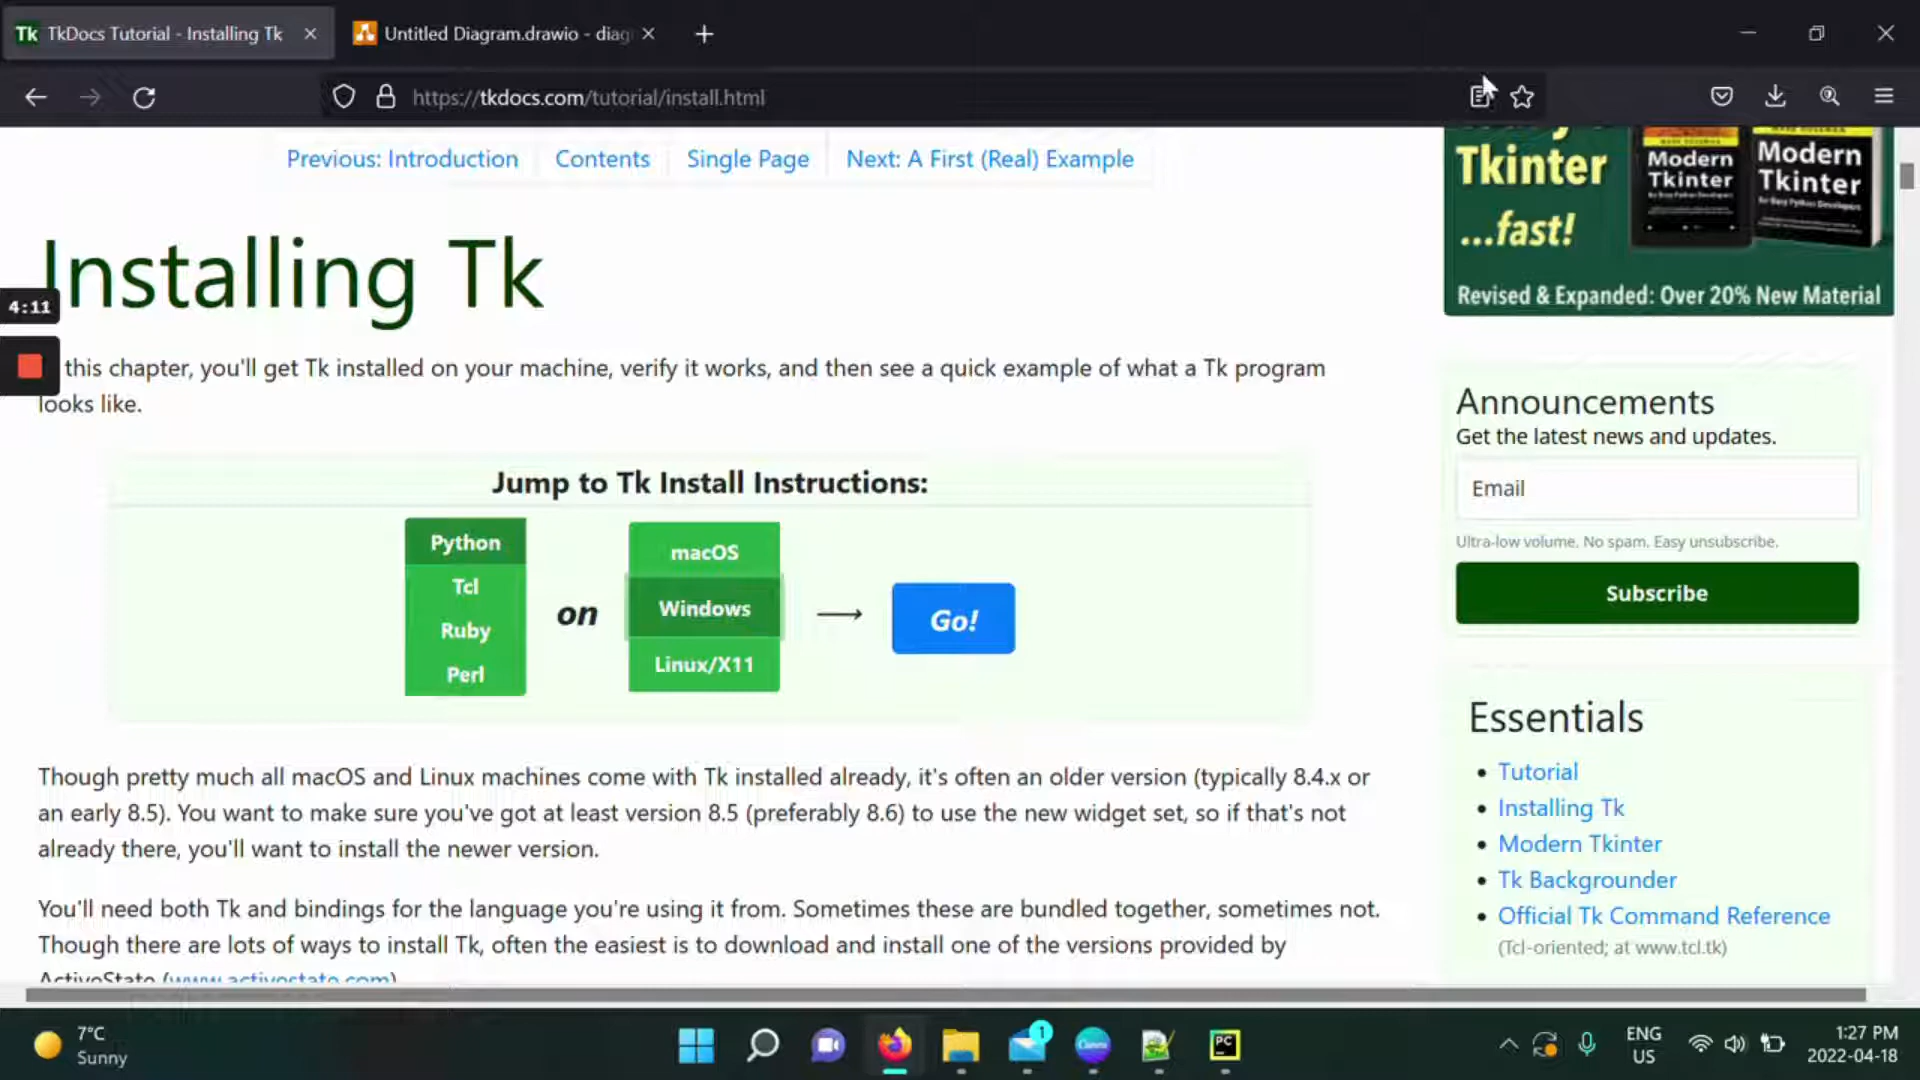 TkDocs Tutorial - Installing Tk
Untitled Diagram.drawio - diag
https://tkdocs.com/tutorial/install.html
Previous: Introduction
Contents
Single Page
Next: A First (Real) Example
Tkinter
...fast!
Modern
Tkinter
Modern
Tkinter
Revised & Expanded: Over 20% New Material
Installing Tk
4:11
this chapter, you'll get Tk installed on your machine, verify it works, and then see a quick example of what a Tk program
looks like.
Jump to Tk Install Instructions:
Python
Tcl
Ruby
Perl
on
macOS
Windows
Linux/X11
Go!
Announcements
Get the latest news and updates.
Email
Ultra-low volume. No spam. Easy unsubscribe.
Subscribe
Though pretty much all macOS and Linux machines come with Tk installed already, it's often an older version (typically 8.4.x or
an early 8.5). You want to make sure you've got at least version 8.5 (preferably 8.6) to use the new widget set, so if that's not
already there, you'll want to install the newer version.
You'll need both Tk and bindings for the language you're using it from. Sometimes these are bundled together, sometimes not.
Though there are lots of ways to install Tk, often the easiest is to download and install one of the versions provided by
ActiveState (www.activestate.com)
Essentials
Tutorial
Installing Tk
Modern Tkinter
Tk Backgrounder
Official Tk Command Reference
(Tcl-oriented; at www.tcl.tk)
7°C
Sunny
1
Canva
PC
ENG
US
1:27 PM
2022-04-18